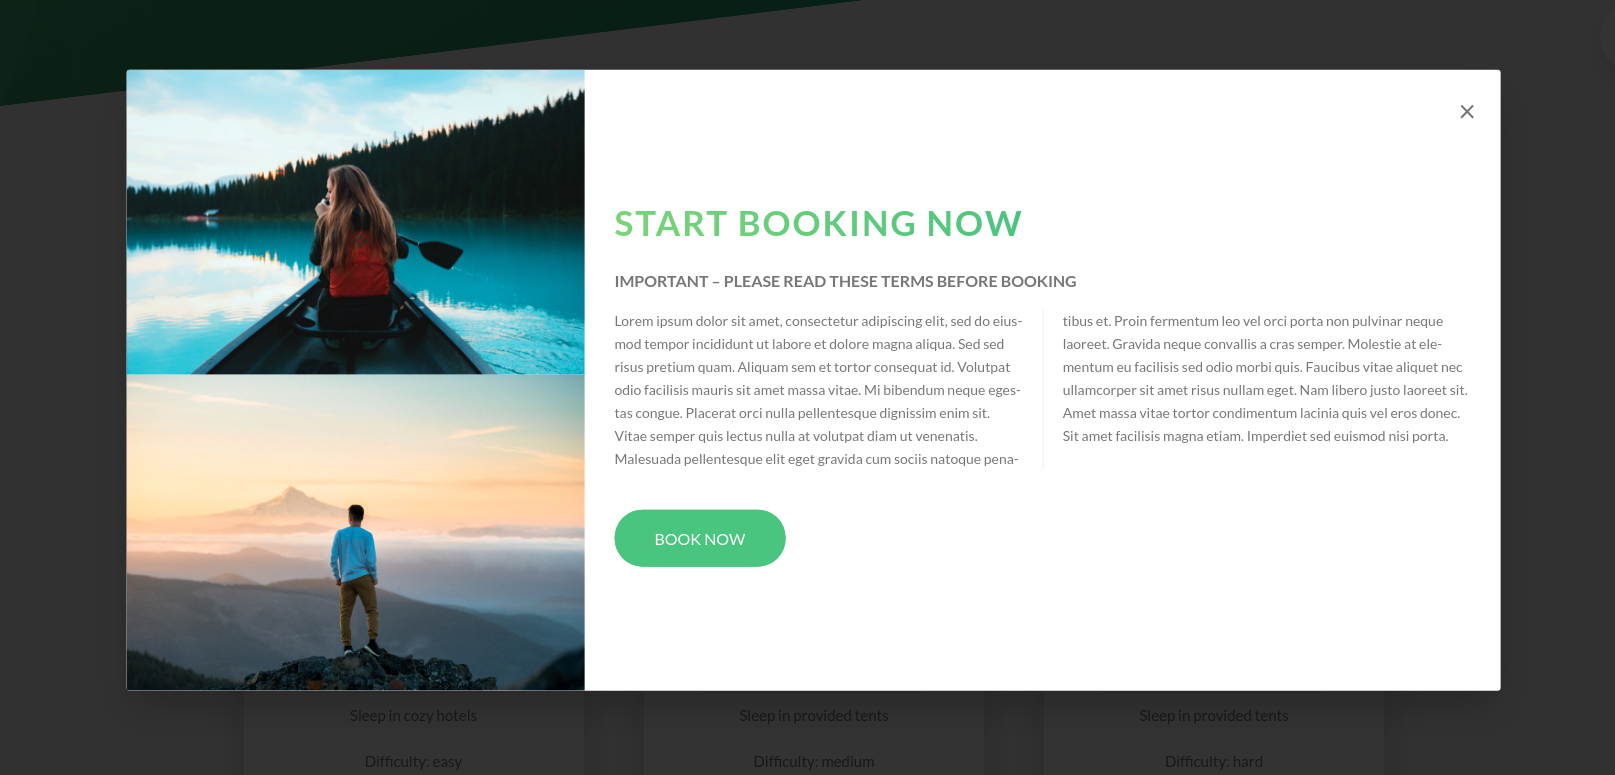 ×
START BOOKING NOW
IMPORTANT – PLEASE READ THESE TERMS BEFORE BOOKING
Lorem ipsum dolor sit amet, consectetur adipiscing elit, sed do eius-
mod tempor incididunt ut labore et dolore magna aliqua. Sed sed
risus pretium quam. Aliquam sem et tortor consequat id. Volutpat
odio facilisis mauris sit amet massa vitae. Mi bibendum neque eges-
tas congue. Placerat orci nulla pellentesque dignissim enim sit.
Vitae semper quis lectus nulla at volutpat diam ut venenatis.
Malesuada pellentesque elit eget gravida cum sociis natoque pena-
tibus et. Proin fermentum leo vel orci porta non pulvinar neque
laoreet. Gravida neque convallis a cras semper. Molestie at ele-
mentum eu facilisis sed odio morbi quis. Faucibus vitae aliquet nec
ullamcorper sit amet risus nullam eget. Nam libero justo laoreet sit.
Amet massa vitae tortor condimentum lacinia quis vel eros donec.
Sit amet facilisis magna etiam. Imperdiet sed euismod nisi porta.
BOOK NOW
Sleep in cozy hotels
Sleep in provided tents
Sleep in provided tents
Difficulty: easy
Difficulty: medium
Difficulty: hard